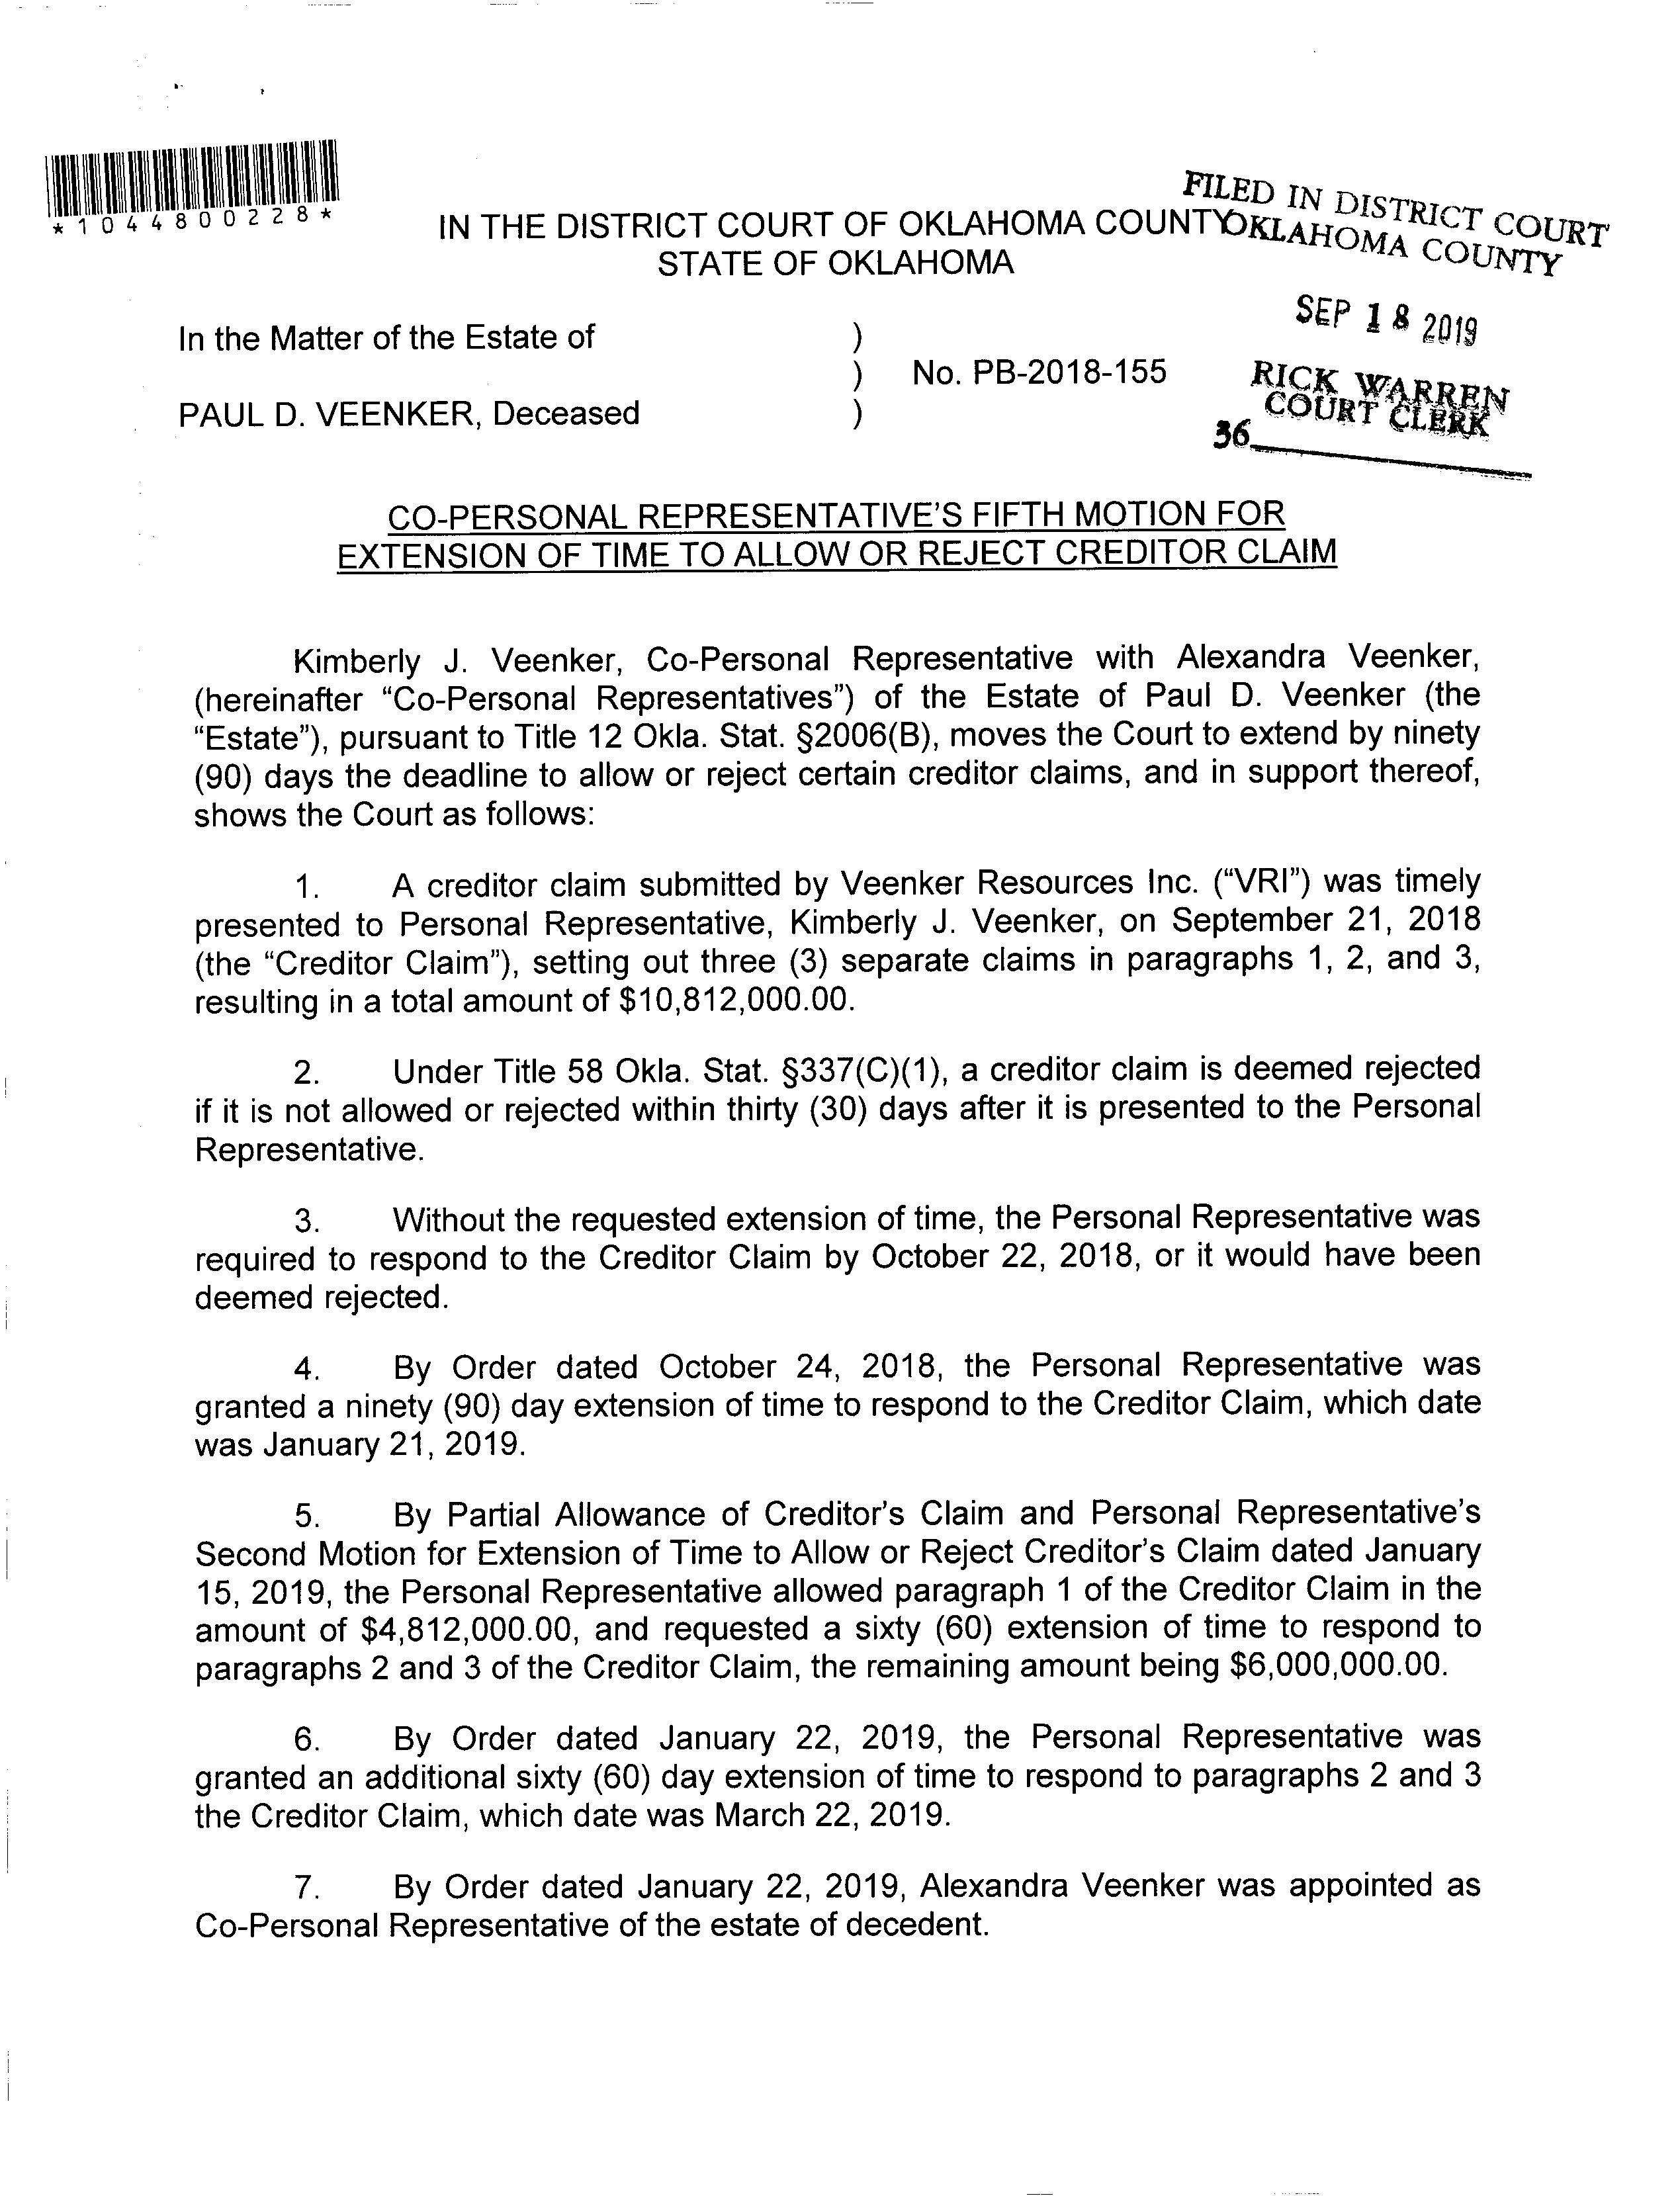 *1044800228*
FILED IN DISTRICT COURT
OKLAHOMA COUNTY
IN THE DISTRICT COURT OF OKLAHOMA COUNTY
STATE OF OKLAHOMA
SEP 18 2019
In the Matter of the Estate of )
) No. PB-2018-155
PAUL D. VEENKER, Deceased )
RICK WARREN
COURT CLERK
36
CO-PERSONAL REPRESENTATIVE’S FIFTH MOTION FOR
EXTENSION OF TIME TO ALLOW OR REJECT CREDITOR CLAIM
Kimberly J. Veenker, Co-Personal Representative with Alexandra Veenker,
(hereinafter “Co-Personal Representatives”) of the Estate of Paul D. Veenker (the
“Estate”), pursuant to Title 12 Okla. Stat. §2006(B), moves the Court to extend by ninety
(90) days the deadline to allow or reject certain creditor claims, and in support thereof,
shows the Court as follows:
1. A creditor claim submitted by Veenker Resources Inc. (“VRI”) was timely
presented to Personal Representative, Kimberly J. Veenker, on September 21, 2018
(the “Creditor Claim”), setting out three (3) separate claims in paragraphs 1, 2, and 3,
resulting in a total amount of $10,812,000.00.
2. Under Title 58 Okla. Stat. §337(C)(1), a creditor claim is deemed rejected
if it is not allowed or rejected within thirty (30) days after it is presented to the Personal
Representative.
3. Without the requested extension of time, the Personal Representative was
required to respond to the Creditor Claim by October 22, 2018, or it would have been
deemed rejected.
4. By Order dated October 24, 2018, the Personal Representative was
granted a ninety (90) day extension of time to respond to the Creditor Claim, which date
was January 21, 2019.
5. By Partial Allowance of Creditor’s Claim and Personal Representative’s
Second Motion for Extension of Time to Allow or Reject Creditor’s Claim dated January
15, 2019, the Personal Representative allowed paragraph 1 of the Creditor Claim in the
amount of $4,812,000.00, and requested a sixty (60) extension of time to respond to
paragraphs 2 and 3 of the Creditor Claim, the remaining amount being $6,000,000.00.
6. By Order dated January 22, 2019, the Personal Representative was
granted an additional sixty (60) day extension of time to respond to paragraphs 2 and 3
the Creditor Claim, which date was March 22, 2019.
7. By Order dated January 22, 2019, Alexandra Veenker was appointed as
Co-Personal Representative of the estate of decedent.